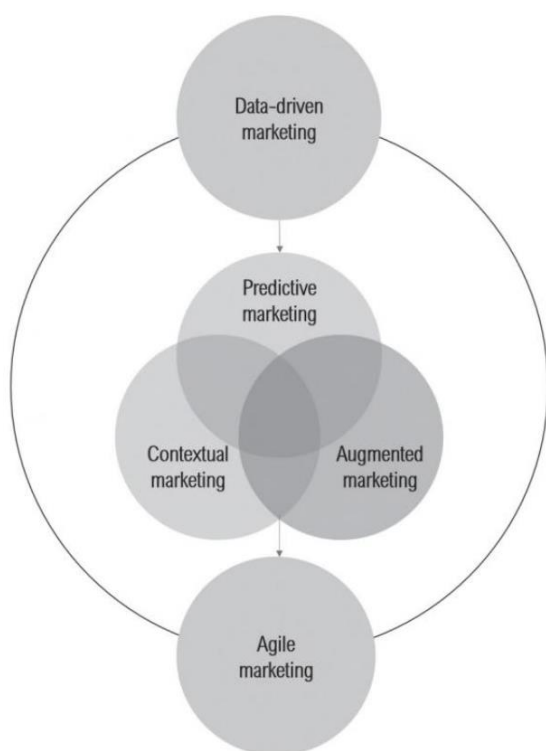 Data-driven
marketing
Predictive
marketing
Contextual
marketing
Augmented
marketing
Agile
marketing